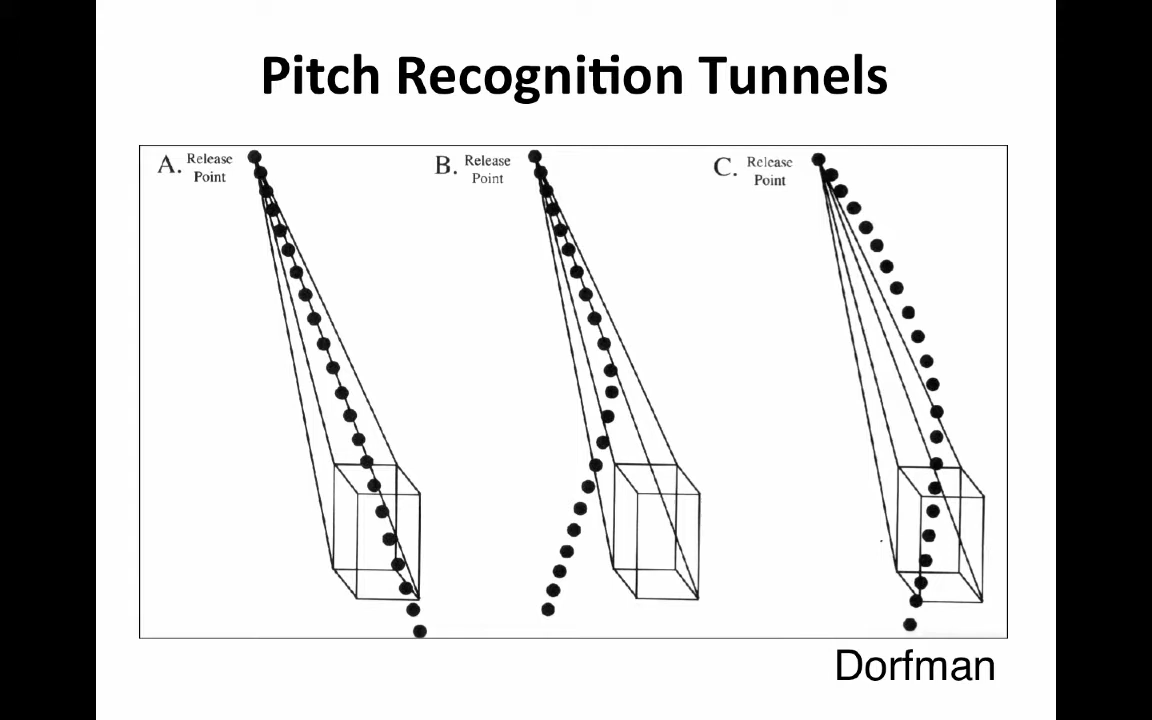 Pitch Recognition Tunnels
A. Release
Point
B. Release
Point
C. Release
Point
Dorfman